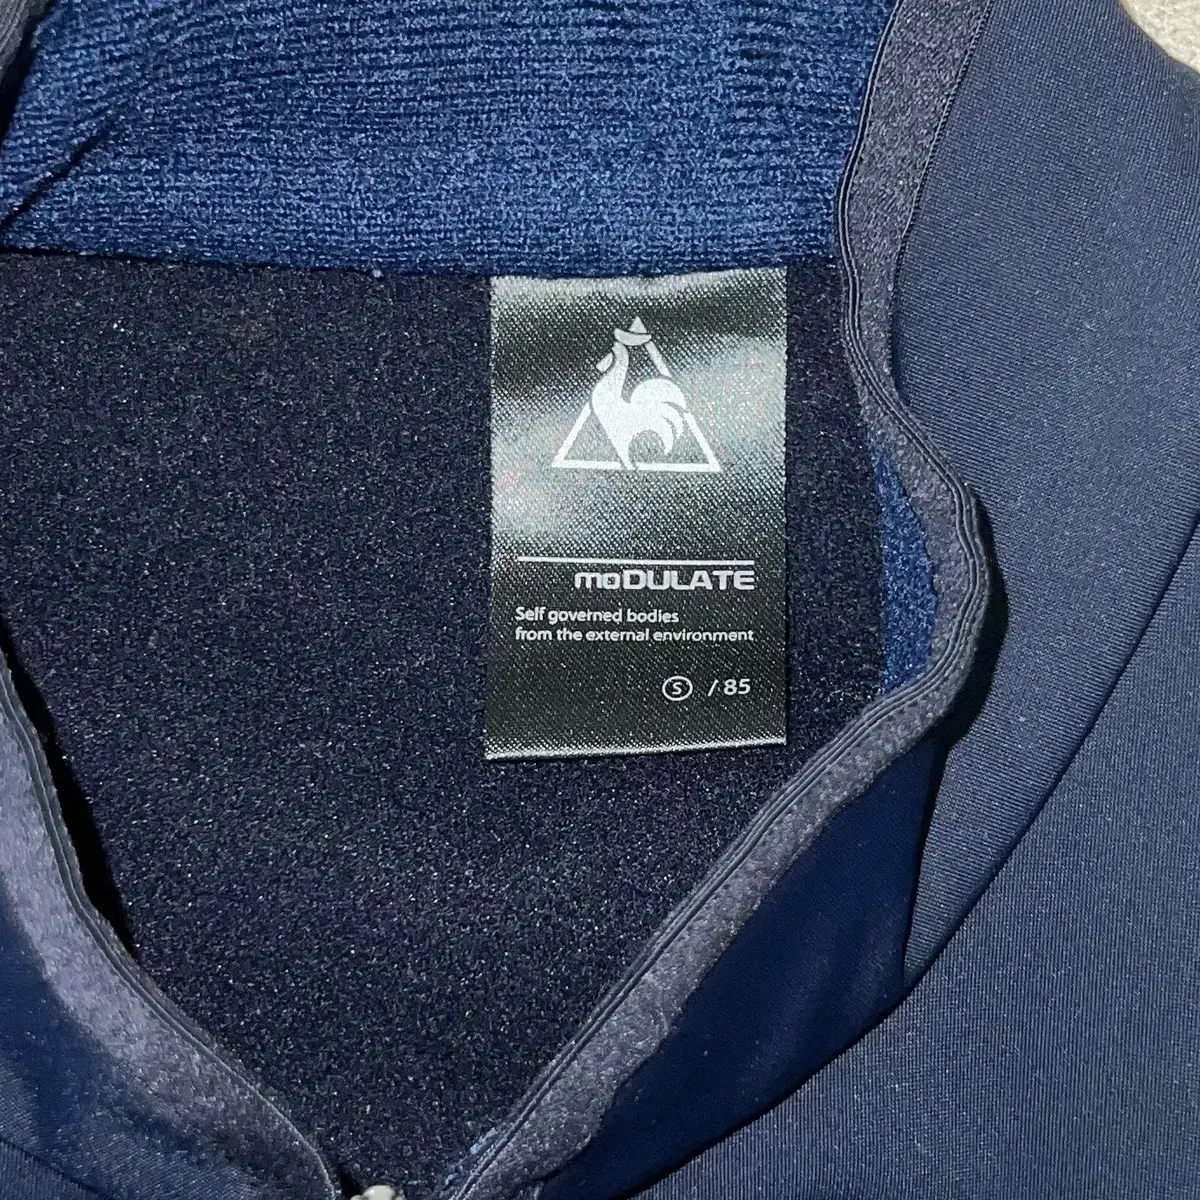 moDULATE
Self governed bodies
from the external environment
S / 85